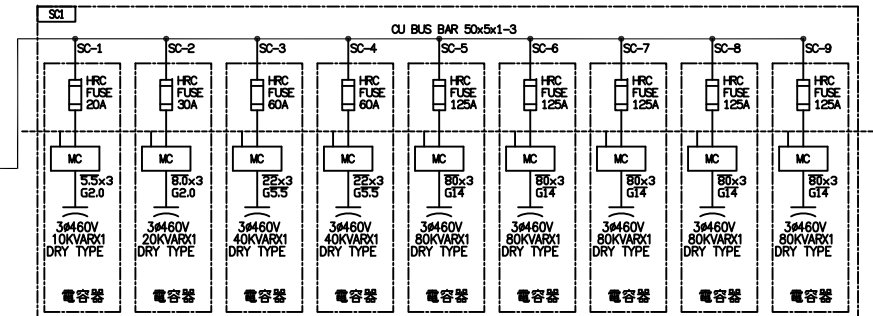 SC1
CU BUS BAR 50x5x1-3
SC-1
SC-2
SC-3
SC-4
SC-5
SC-6
SC-7
SC-8
SC-9
HRC
FUSE
20A
HRC
FUSE
30A
HRC
FUSE
60A
HRC
FUSE
60A
HRC
FUSE
125A
HRC
FUSE
125A
HRC
FUSE
125A
HRC
FUSE
125A
HRC
FUSE
125A
MC
MC
MC
MC
MC
MC
MC
MC
MC
5.5x3
G2.0
8.0x3
G2.0
22x3
G5.5
22x3
G5.5
80x3
G14
80x3
G14
80x3
G14
80x3
G14
80x3
G14
3ø460V
10KVARX1
DRY TYPE
3ø460V
20KVARX1
DRY TYPE
3ø460V
40KVARX1
DRY TYPE
3ø460V
40KVARX1
DRY TYPE
3ø460V
80KVARX1
DRY TYPE
3ø460V
80KVARX1
DRY TYPE
3ø460V
80KVARX1
DRY TYPE
3ø460V
80KVARX1
DRY TYPE
3ø460V
80KVARX1
DRY TYPE
電容器
電容器
電容器
電容器
電容器
電容器
電容器
電容器
電容器